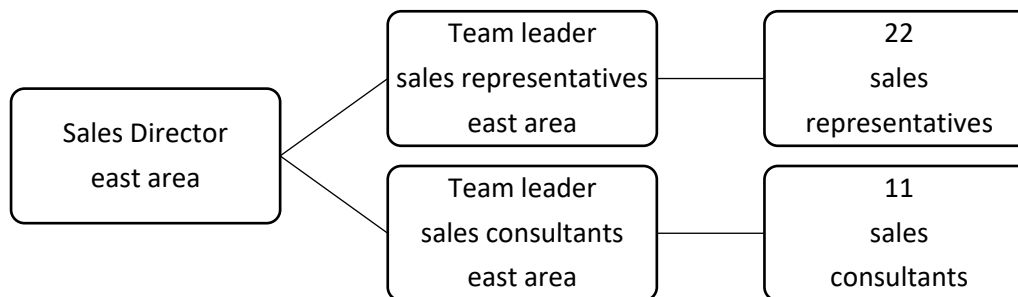 Sales Director
east area
Team leader
sales representatives
east area
22
sales
representatives
Team leader
sales consultants
east area
11
sales
consultants